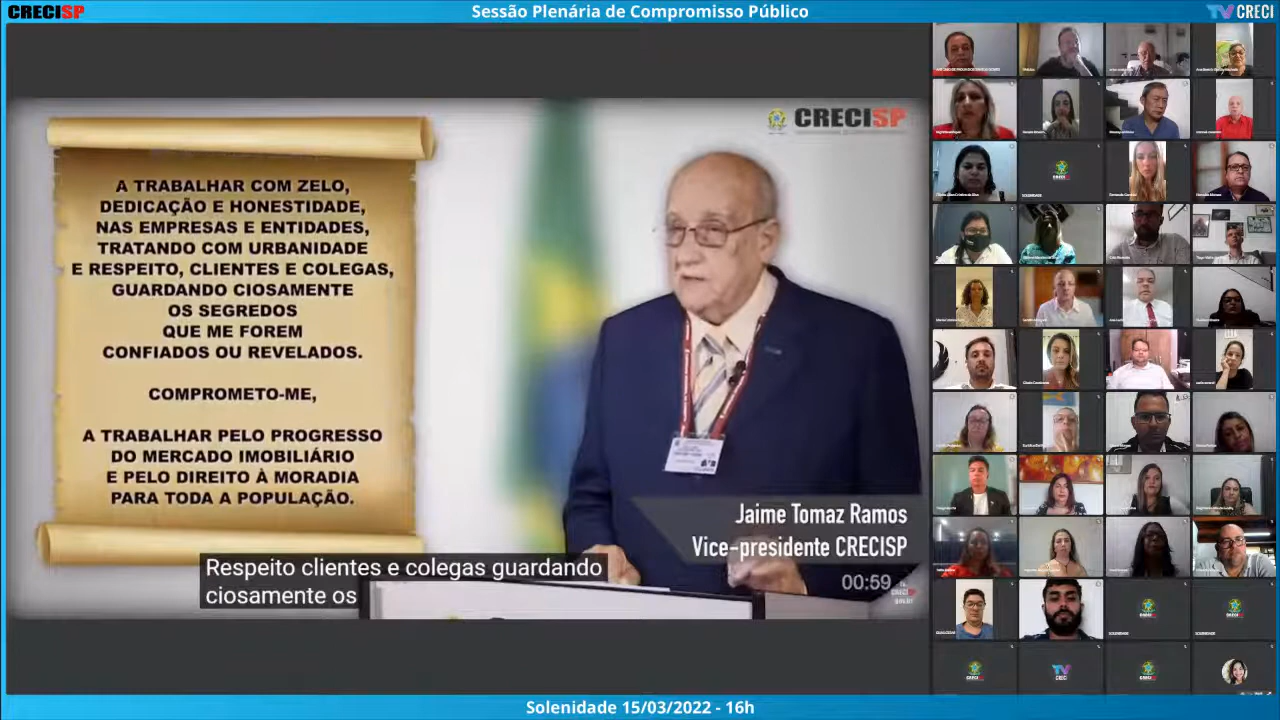 CRECISP
Sessão Plenária de Compromisso Público
TV CRECI
CRECISP
A TRABALHAR COM ZELO,
DEDICAÇÃO E HONESTIDADE,
NAS EMPRESAS E ENTIDADES,
TRATANDO COM URBANIDADE
E RESPEITO, CLIENTES E COLEGAS,
GUARDANDO CIOSAMENTE
OS SEGREDOS
QUE ME FOREM
CONFIADOS OU REVELADOS.
COMPROMETO-ME,
A TRABALHAR PELO PROGRESSO
DO MERCADO IMOBILIÁRIO
E PELO DIREITO À MORADIA
PARA TODA A POPULAÇÃO.
Jaime Tomaz Ramos
Vice-presidente CRECISP
00:59
Respeito clientes e colegas guardando
ciosamente os
Solenidade 15/03/2022 - 16h